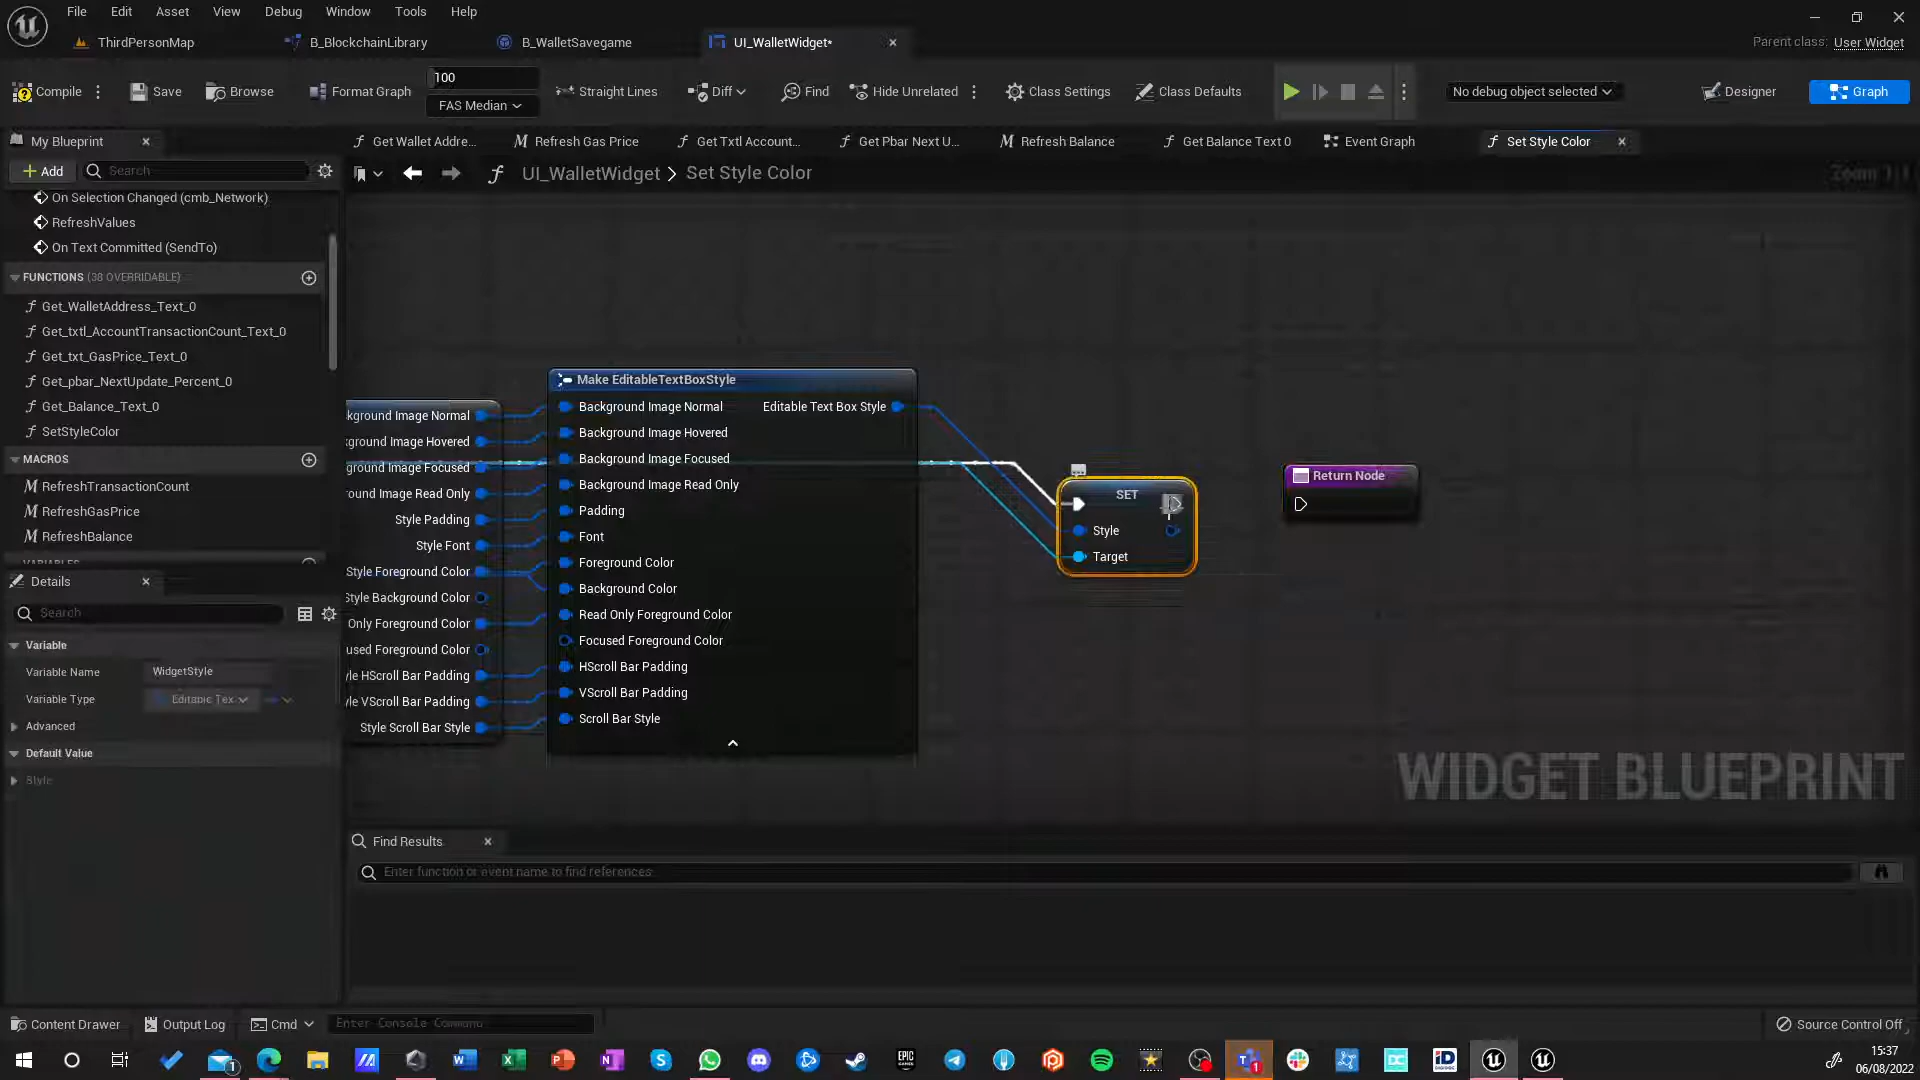 File Edit Asset View Debug Window Tools Help
ThirdPersonMap B_BlockchainLibrary B_WalletSavegame UI_WalletWidget* Parent class: User Widget
Compile Save Browse Format Graph 100 FAS Median Straight Lines Diff Find Hide Unrelated Class Settings Class Defaults No debug object selected Designer Graph
My Blueprint
Get Wallet Addre... Refresh Gas Price Get Txtl Account... Get Pbar Next U... Refresh Balance Get Balance Text 0 Event Graph Set Style Color
Add Search
UI_WalletWidget > Set Style Color
On Selection Changed (cmb_Network)
RefreshValues
On Text Committed (SendTo)
FUNCTIONS (38 OVERRIDABLE)
Get_WalletAddress_Text_0
Get_txtl_AccountTransactionCount_Text_0
Get_txt_GasPrice_Text_0
Get_pbar_NextUpdate_Percent_0
Get_Balance_Text_0
SetStyleColor
MACROS
RefreshTransactionCount
RefreshGasPrice
RefreshBalance
VARIABLES
Details
Search
Variable
Variable Name WidgetStyle
Variable Type Editable Tex
Advanced
Default Value
Style
kground Image Normal
kground Image Hovered
ground Image Focused
ound Image Read Only
Style Padding
Style Font
Style Foreground Color
Style Background Color
Only Foreground Color
used Foreground Color
le HScroll Bar Padding
yle VScroll Bar Padding
Style Scroll Bar Style
Make EditableTextBoxStyle
Background Image Normal Editable Text Box Style
Background Image Hovered
Background Image Focused
Background Image Read Only
Padding
Font
Foreground Color
Background Color
Read Only Foreground Color
Focused Foreground Color
HScroll Bar Padding
VScroll Bar Padding
Scroll Bar Style
SET
Style
Target
Return Node
WIDGET BLUEPRINT
Find Results
Enter function or event name to find references
Content Drawer Output Log Cmd Enter Console Command Source Control Off
15:37
06/08/2022